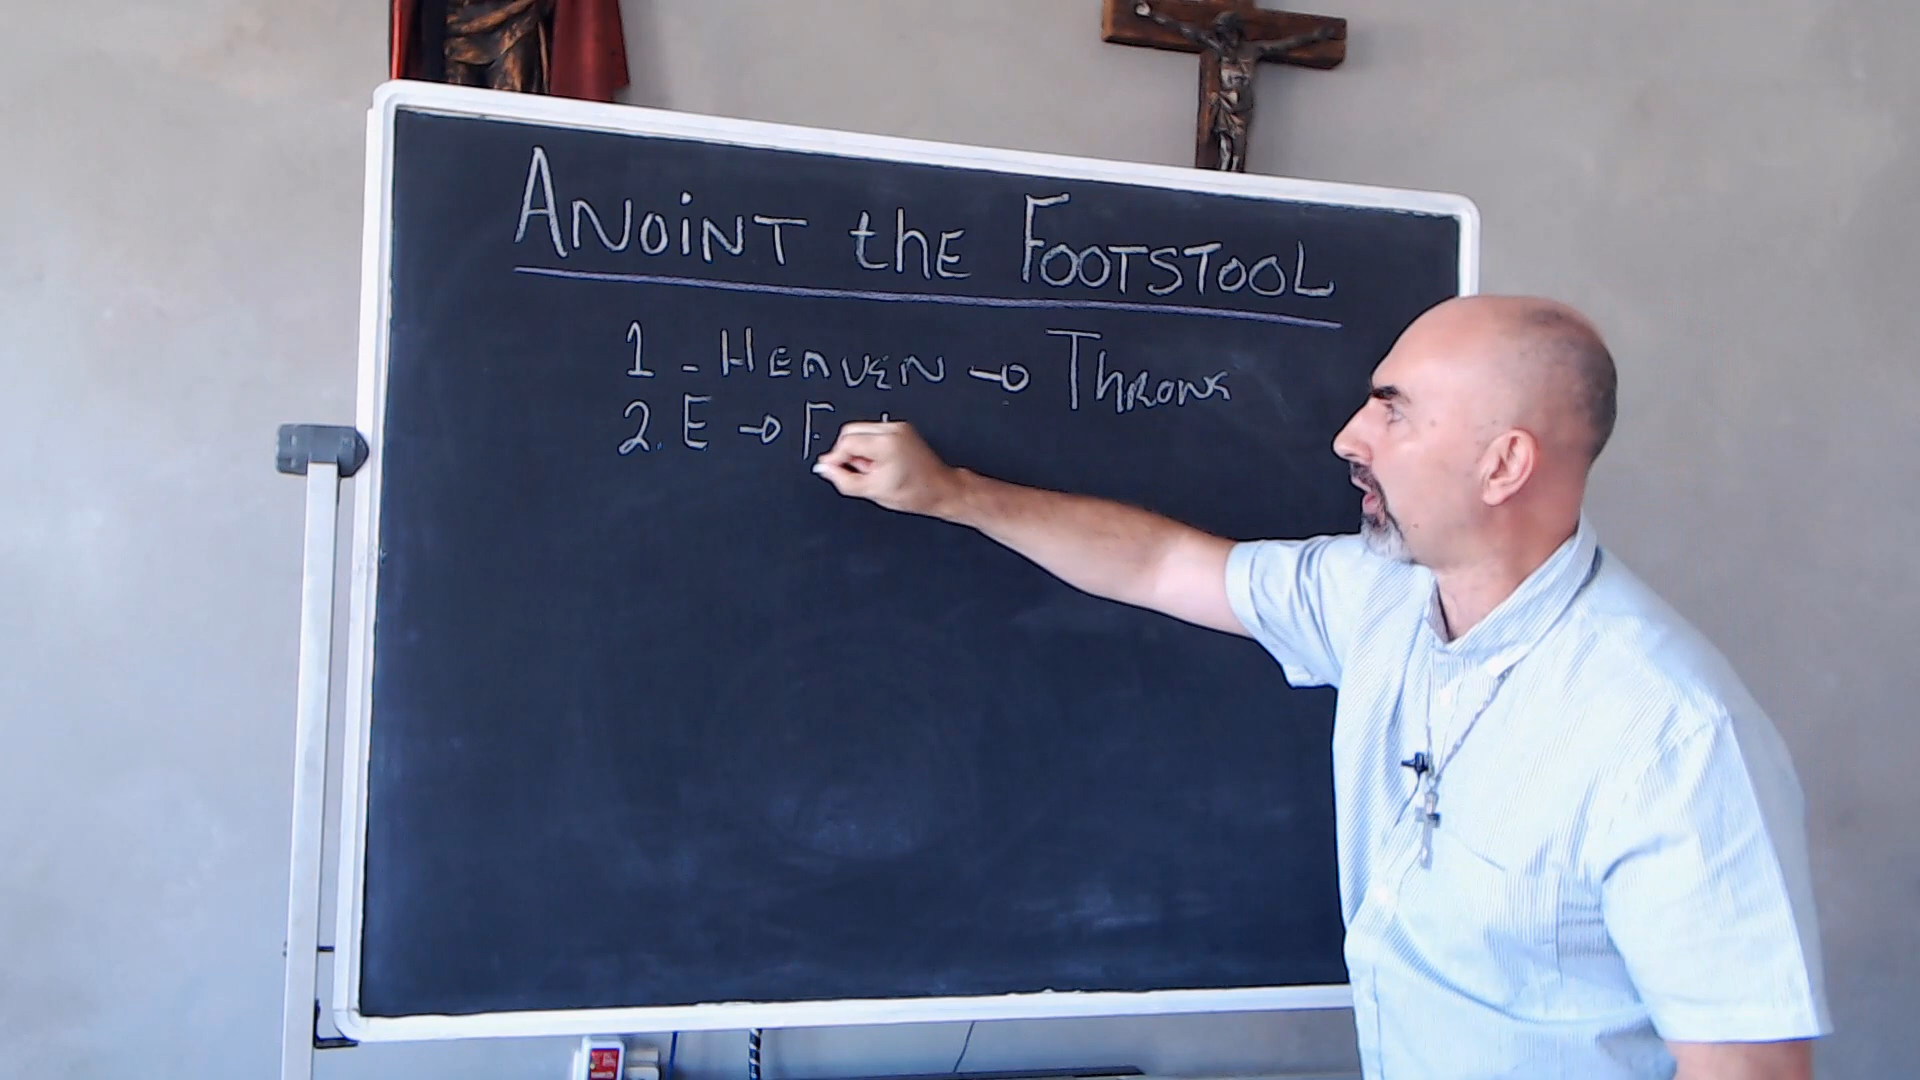 ANOINT thE FOOTSTOOL
1 - HEAVEN → THRONE
2. E → F